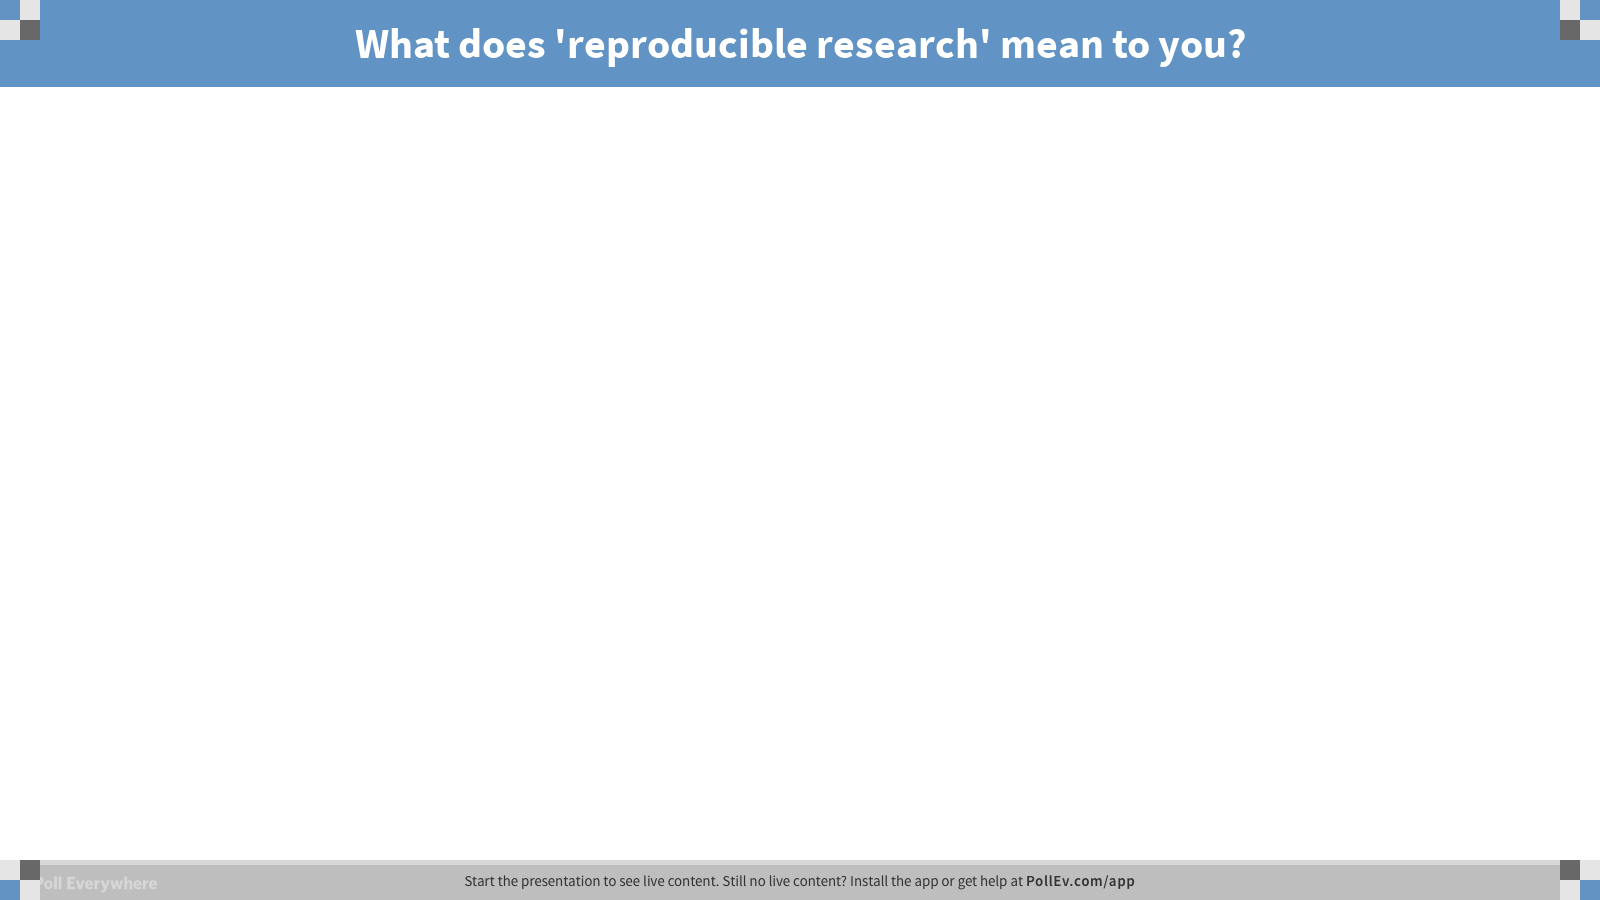 What does 'reproducible research' mean to you?
Poll Everywhere
Start the presentation to see live content. Still no live content? Install the app or get help at PollEv.com/app